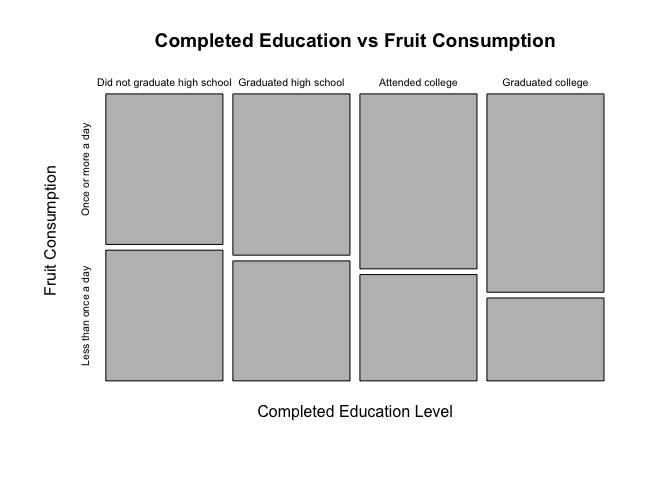 Completed Education vs Fruit Consumption
Did not graduate high school
Graduated high school
Attended college
Graduated college
Once or more a day
Less than once a day
Fruit Consumption
Completed Education Level